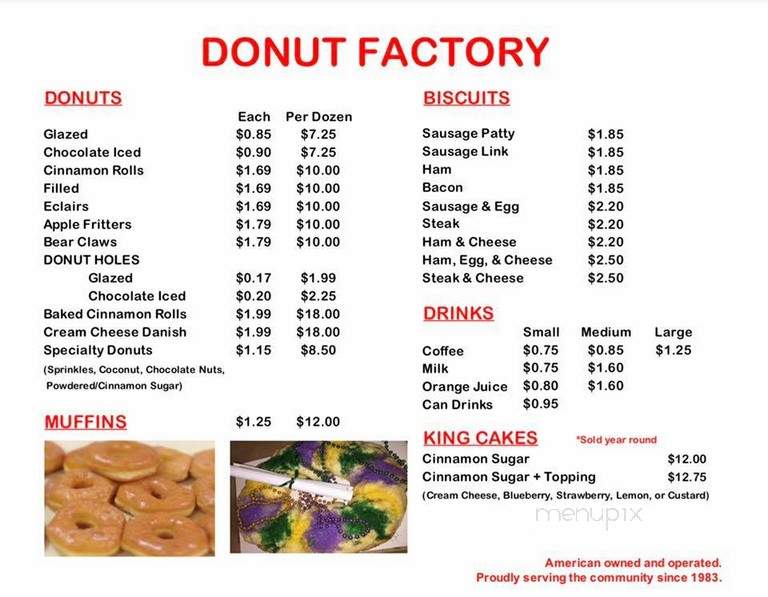 DONUT FACTORY
DONUTS
Each Per Dozen
Glazed $0.85 $7.25
Chocolate Iced $0.90 $7.25
Cinnamon Rolls $1.69 $10.00
Filled $1.69 $10.00
Eclairs $1.69 $10.00
Apple Fritters $1.79 $10.00
Bear Claws $1.79 $10.00
DONUT HOLES
Glazed $0.17 $1.99
Chocolate Iced $0.20 $2.25
Baked Cinnamon Rolls $1.99 $18.00
Cream Cheese Danish $1.99 $18.00
Specialty Donuts $1.15 $8.50
(Sprinkles, Coconut, Chocolate Nuts,
Powdered/Cinnamon Sugar)
MUFFINS $1.25 $12.00
BISCUITS
Sausage Patty $1.85
Sausage Link $1.85
Ham $1.85
Bacon $1.85
Sausage & Egg $2.20
Steak $2.20
Ham & Cheese $2.20
Ham, Egg, & Cheese $2.50
Steak & Cheese $2.50
DRINKS
Small Medium Large
Coffee $0.75 $0.85 $1.25
Milk $0.75 $1.60
Orange Juice $0.80 $1.60
Can Drinks $0.95
KING CAKES *Sold year round
Cinnamon Sugar $12.00
Cinnamon Sugar + Topping $12.75
(Cream Cheese, Blueberry, Strawberry, Lemon, or Custard)
menupix
American owned and operated.
Proudly serving the community since 1983.